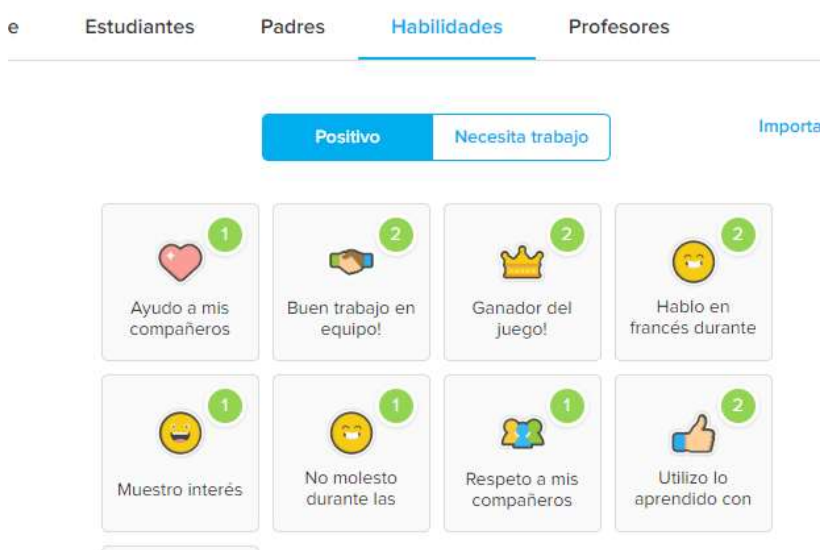 e Estudiantes Padres Habilidades Profesores
Positivo Necesita trabajo Importa
1 2 2 2
Ayudo a mis Buen trabajo en Ganador del Hablo en
compañeros equipo! juego! francés durante
1 1 1 2
Muestro interés No molesto Respeto a mis Utilizo lo
durante las compañeros aprendido con